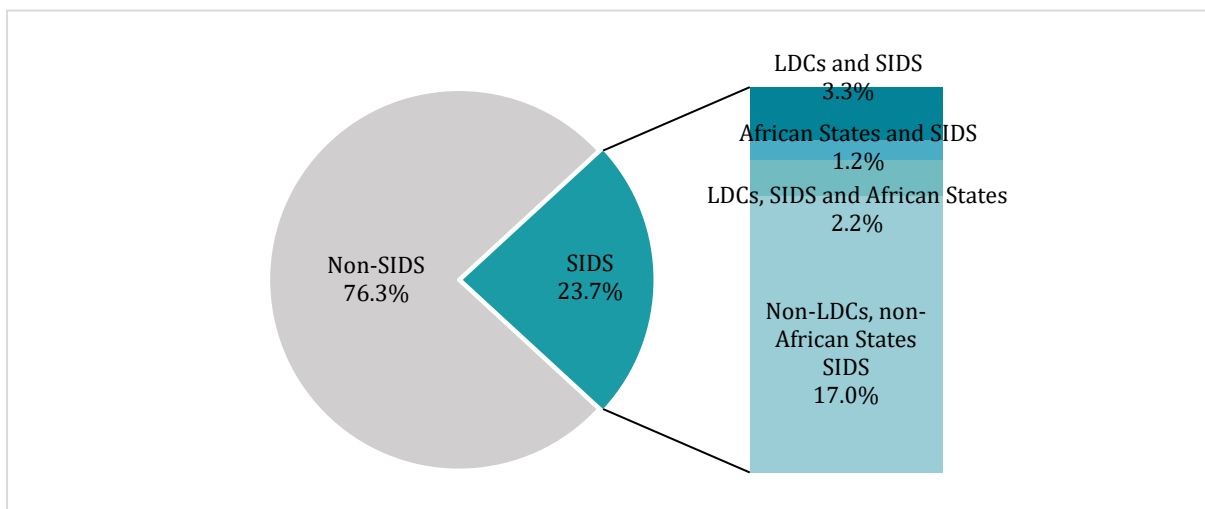 Non-SIDS
76.3%
SIDS
23.7%
LDCs and SIDS
3.3%
African States and SIDS
1.2%
LDCs, SIDS and African States
2.2%
Non-LDCs, non-
African States
SIDS
17.0%